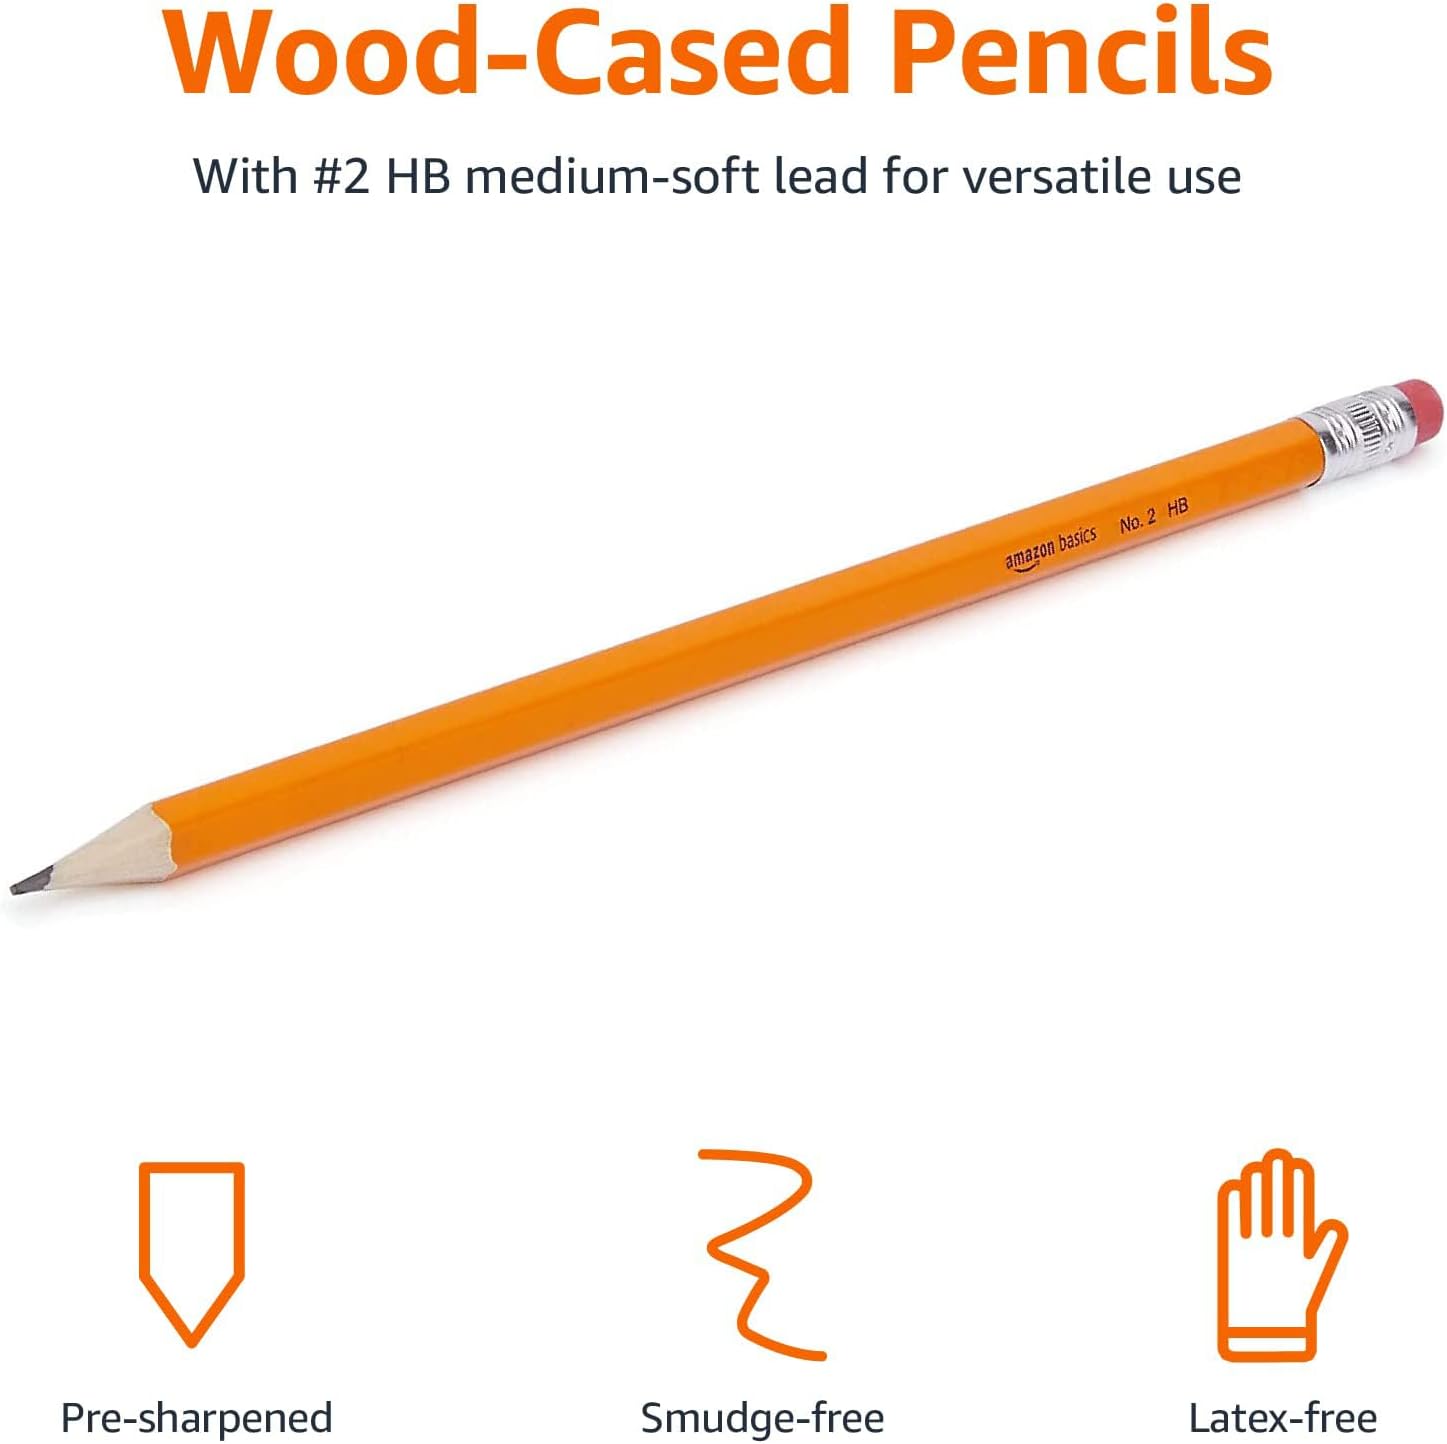 Wood-Cased Pencils
With #2 HB medium-soft lead for versatile use
amazon basics No. 2 HB
Pre-sharpened
Smudge-free
Latex-free